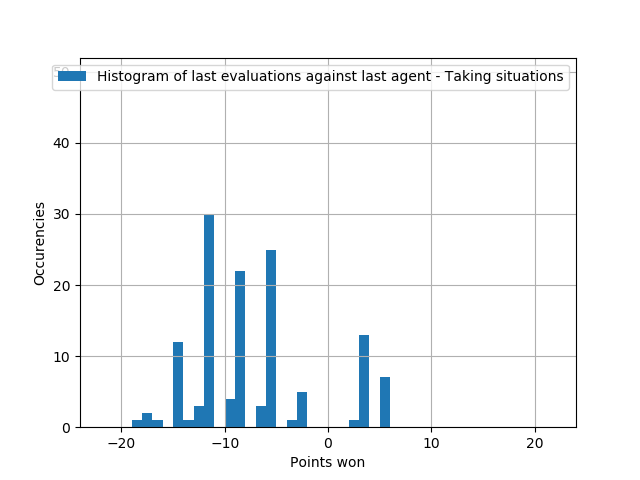 Histogram of last evaluations against last agent - Taking situations
50
40
30
20
10
0
Occurencies
−20 −10 0 10 20
Points won